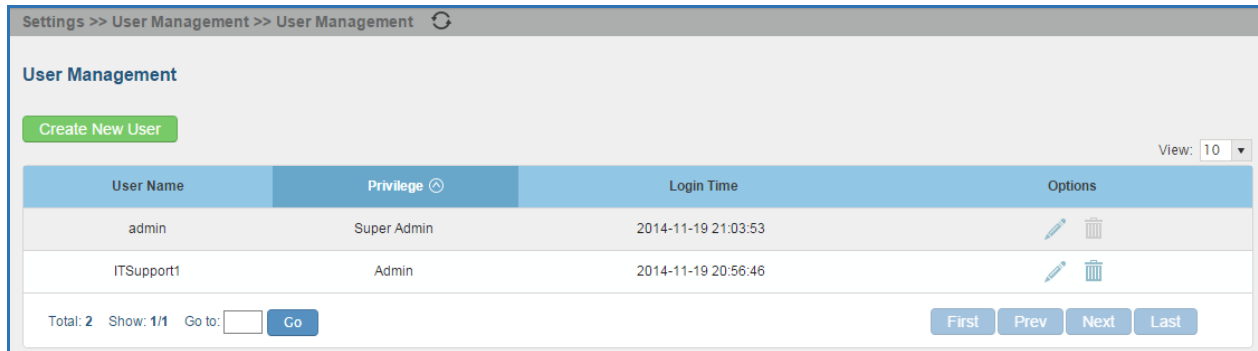 Settings >> User Management >> User Management
User Management
Create New User
View: 10
User Name Privilege Login Time Options
admin Super Admin 2014-11-19 21:03:53
ITSupport1 Admin 2014-11-19 20:56:46
Total: 2 Show: 1/1 Go to: Go First Prev Next Last